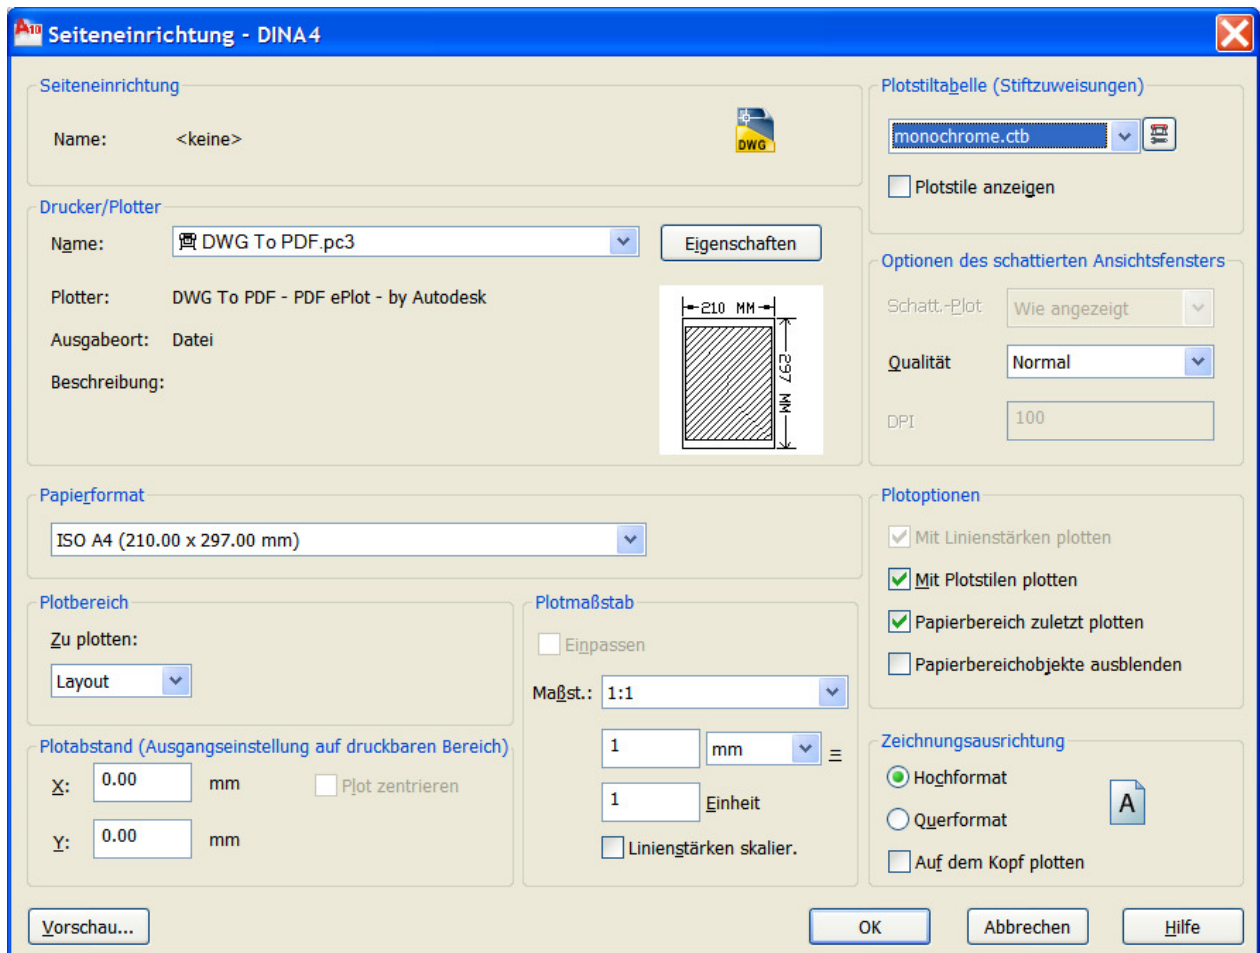 A10 Seiteneinrichtung - DINA4
Seiteneinrichtung
Name: <keine>
DWG
Plotstiltabelle (Stiftzuweisungen)
monochrome.ctb
Plotstile anzeigen
Drucker/Plotter
Name: DWG To PDF.pc3 Eigenschaften
Plotter: DWG To PDF - PDF ePlot - by Autodesk
Ausgabeort: Datei
Beschreibung:
210 MM
297 MM
Optionen des schattierten Ansichtsfensters
Schatt.-Plot Wie angezeigt
Qualität Normal
DPI 100
Papierformat
ISO A4 (210.00 x 297.00 mm)
Plotoptionen
Mit Linienstärken plotten
Mit Plotstilen plotten
Papierbereich zuletzt plotten
Papierbereichobjekte ausblenden
Plotbereich
Zu plotten:
Layout
Plotmaßstab
Einpassen
Maßst.: 1:1
1 mm =
1 Einheit
Linienstärken skalier.
Plotabstand (Ausgangseinstellung auf druckbaren Bereich)
X: 0.00 mm Plot zentrieren
Y: 0.00 mm
Zeichnungsausrichtung
Hochformat
Querformat
A
Auf dem Kopf plotten
Vorschau... OK Abbrechen Hilfe